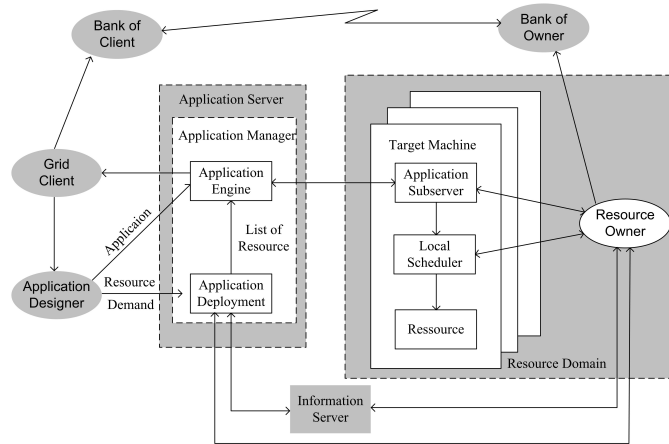 Bank of
Client
Bank of
Owner
Application Server
Application Manager
Target Machine
Grid
Client
Application
Engine
Application
Subserver
Resource
Owner
Applicaion
List of
Resource
Local
Scheduler
Application
Designer
Resource
Demand
Application
Deployment
Ressource
Resource Domain
Information
Server